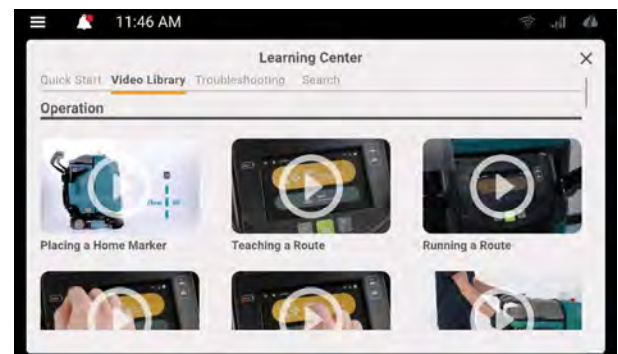 11:46 AM
Learning Center
Quick Start Video Library Troubleshooting Search
Operation
Placing a Home Marker
Teaching a Route
Running a Route